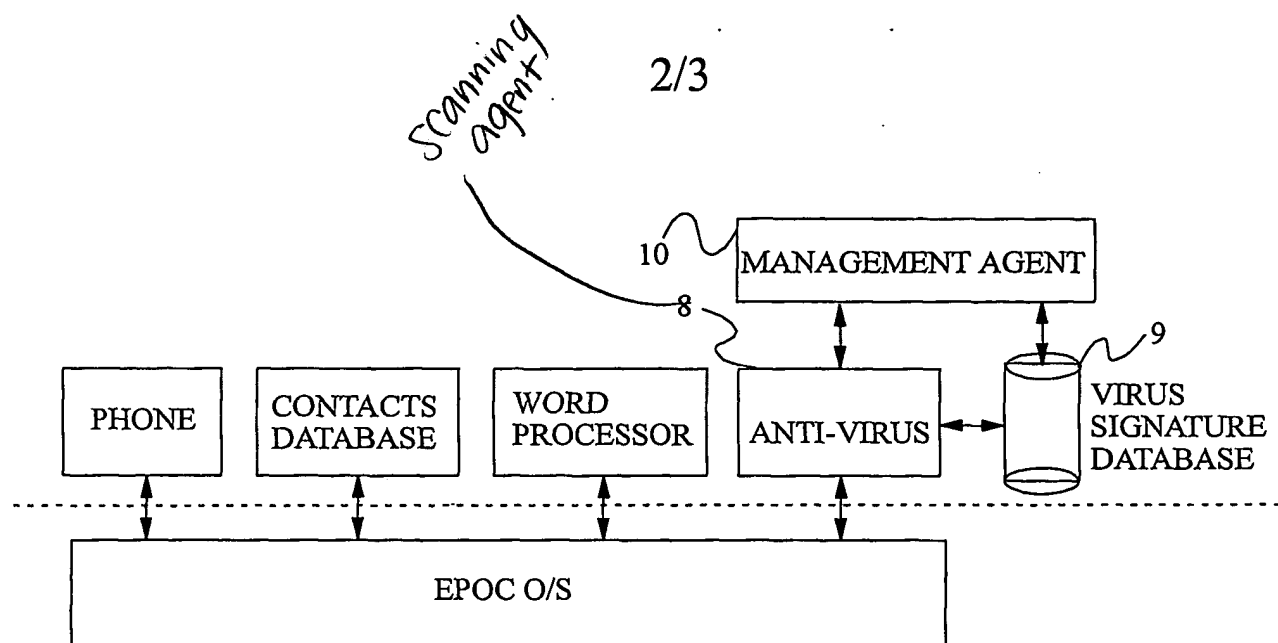 Scanning
agent
2/3
10
MANAGEMENT AGENT
8
9
PHONE
CONTACTS
DATABASE
WORD
PROCESSOR
ANTI-VIRUS
VIRUS
SIGNATURE
DATABASE
EPOC O/S